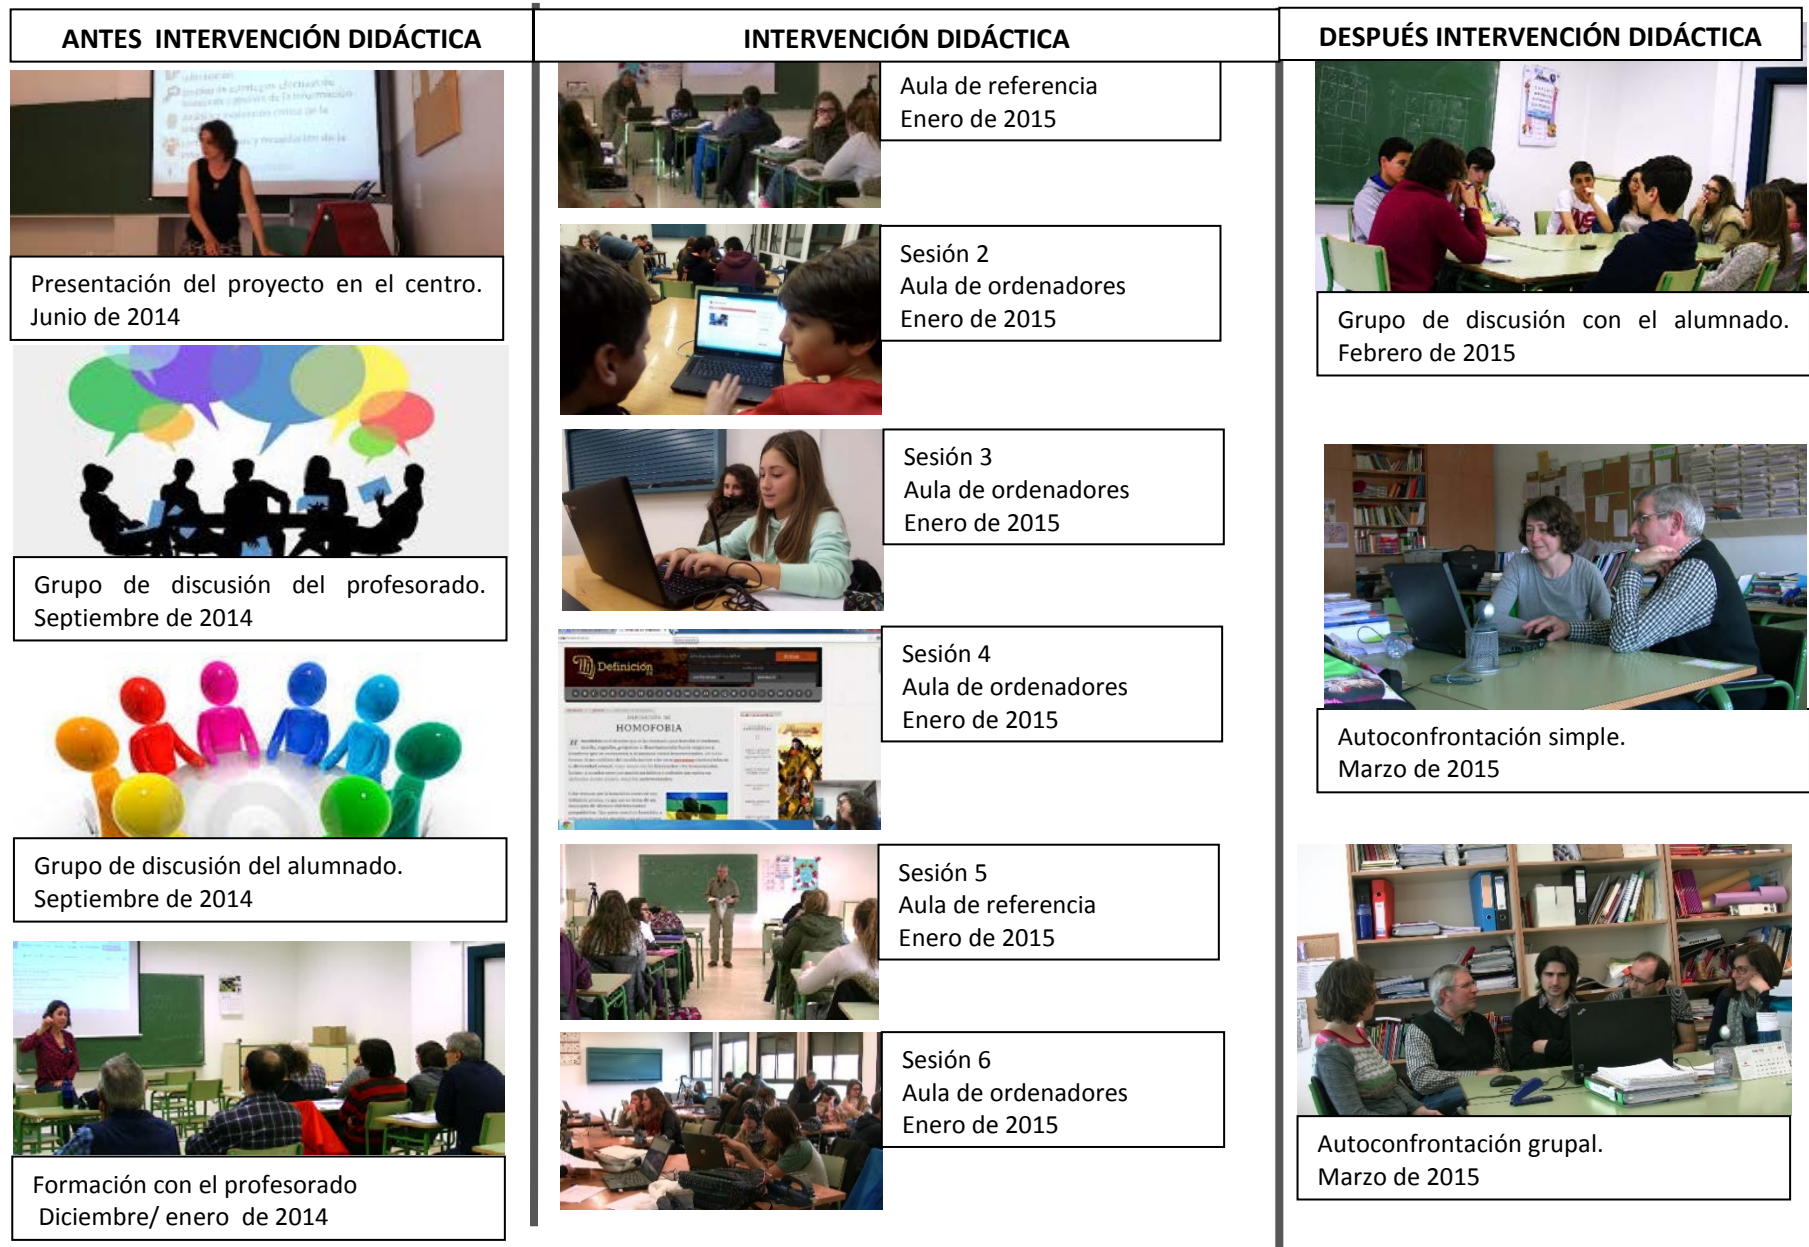 ANTES INTERVENCIÓN DIDÁCTICA
Presentación del proyecto en el centro.
Junio de 2014
Grupo de discusión del profesorado.
Septiembre de 2014
Grupo de discusión del alumnado.
Septiembre de 2014
Formación con el profesorado
Diciembre/ enero de 2014
INTERVENCIÓN DIDÁCTICA
Aula de referencia
Enero de 2015
Sesión 2
Aula de ordenadores
Enero de 2015
Sesión 3
Aula de ordenadores
Enero de 2015
Definición
HOMOFOBIA
Sesión 4
Aula de ordenadores
Enero de 2015
Sesión 5
Aula de referencia
Enero de 2015
Sesión 6
Aula de ordenadores
Enero de 2015
DESPUÉS INTERVENCIÓN DIDÁCTICA
Grupo de discusión con el alumnado.
Febrero de 2015
Autoconfrontación simple.
Marzo de 2015
Autoconfrontación grupal.
Marzo de 2015